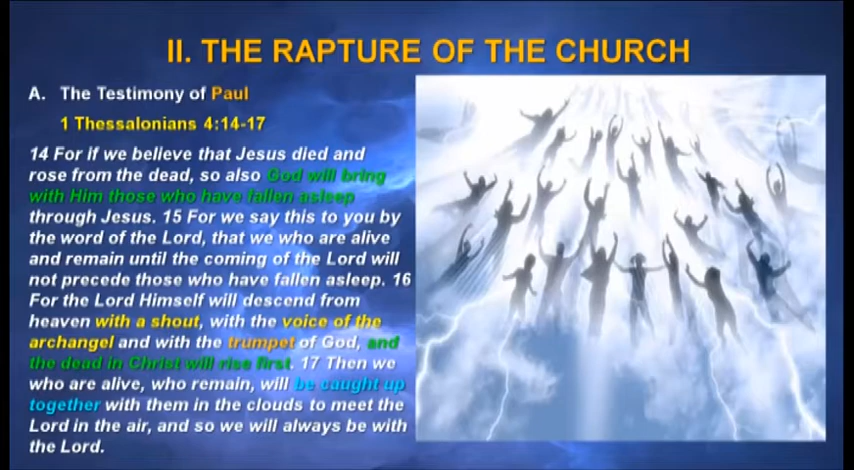 II. THE RAPTURE OF THE CHURCH
A. The Testimony of Paul
1 Thessalonians 4:14-17
14 For if we believe that Jesus died and
rose from the dead, so also God will bring
with Him those who have fallen asleep
through Jesus. 15 For we say this to you by
the word of the Lord, that we who are alive
and remain until the coming of the Lord will
not precede those who have fallen asleep. 16
For the Lord Himself will descend from
heaven with a shout, with the voice of the
archangel and with the trumpet of God, and
the dead in Christ will rise first. 17 Then we
who are alive, who remain, will be caught up
together with them in the clouds to meet the
Lord in the air, and so we will always be with
the Lord.